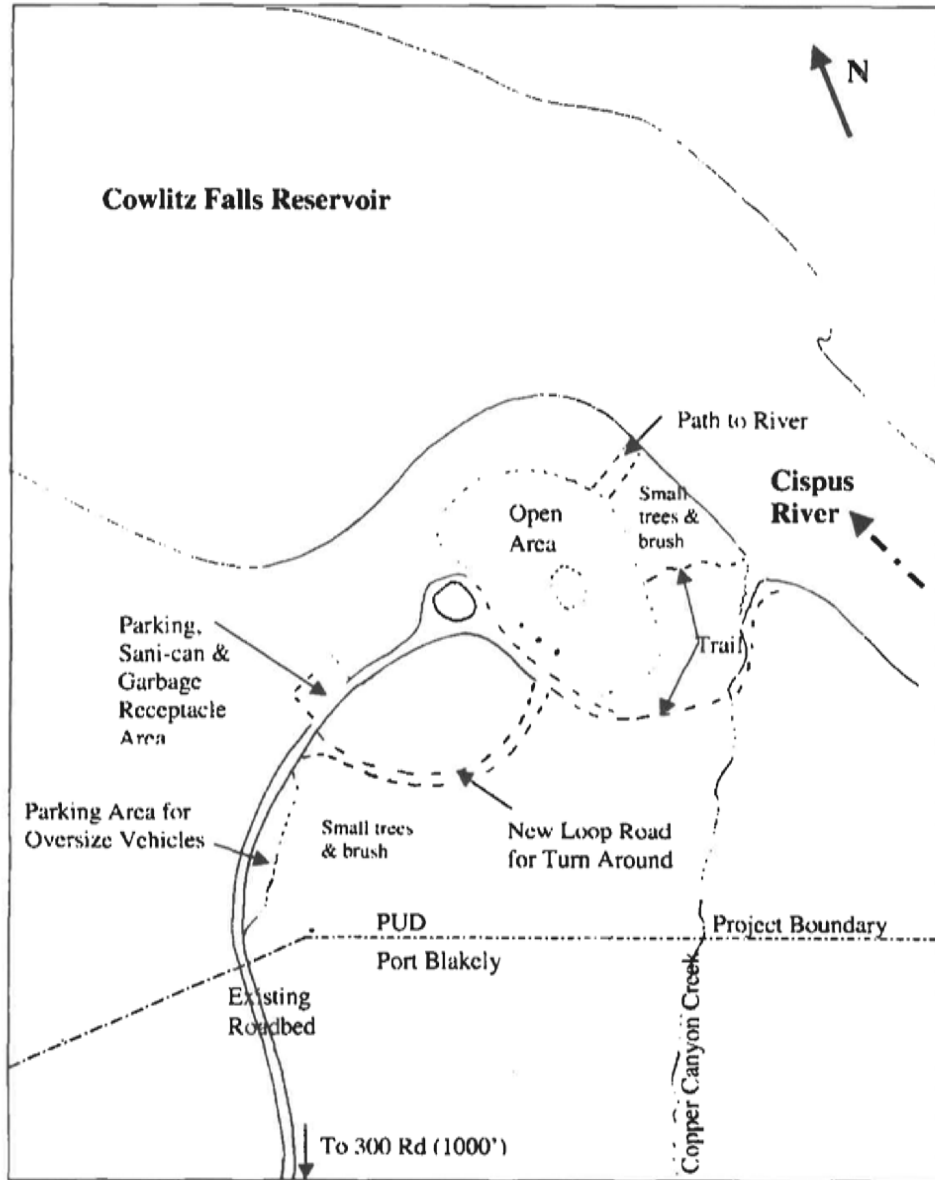 N
Cowlitz Falls Reservoir
Path to River
Cispus
River
Small
trees &
brush
Open
Area
Parking,
Sani-can &
Garbage
Receptacle
Area
Trail
Parking Area for
Oversize Vehicles
Small trees
& brush
New Loop Road
for Turn Around
PUD
Project Boundary
Port Blakely
Existing
Roadbed
Copper Canyon Creek
To 300 Rd (1000')